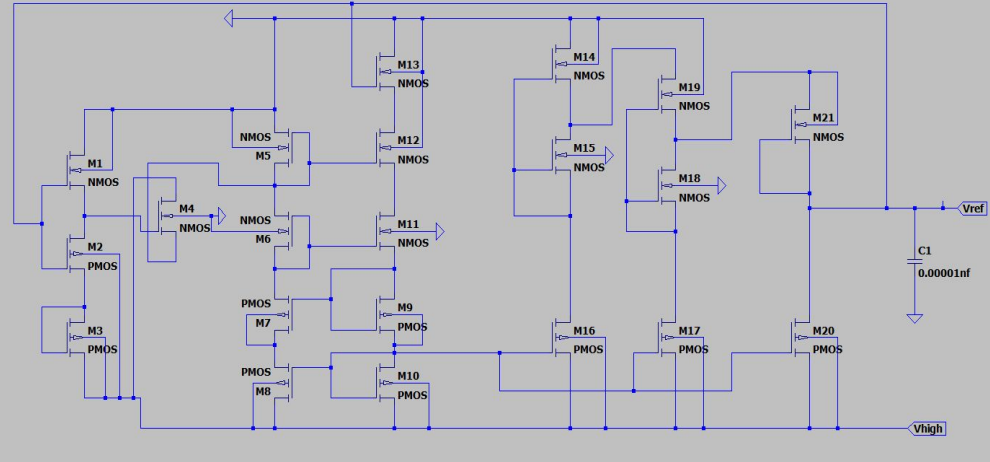 M13
NMOS
M14
NMOS
M19
NMOS
M21
NMOS
NMOS
M5
M12
NMOS
M15
NMOS
M1
NMOS
M18
NMOS
M4
NMOS
Vref
NMOS
M6
M11
NMOS
M2
PMOS
C1
0.00001nf
PMOS
M7
M9
PMOS
M3
PMOS
M16
PMOS
M17
PMOS
M20
PMOS
PMOS
M8
M10
PMOS
Vhigh